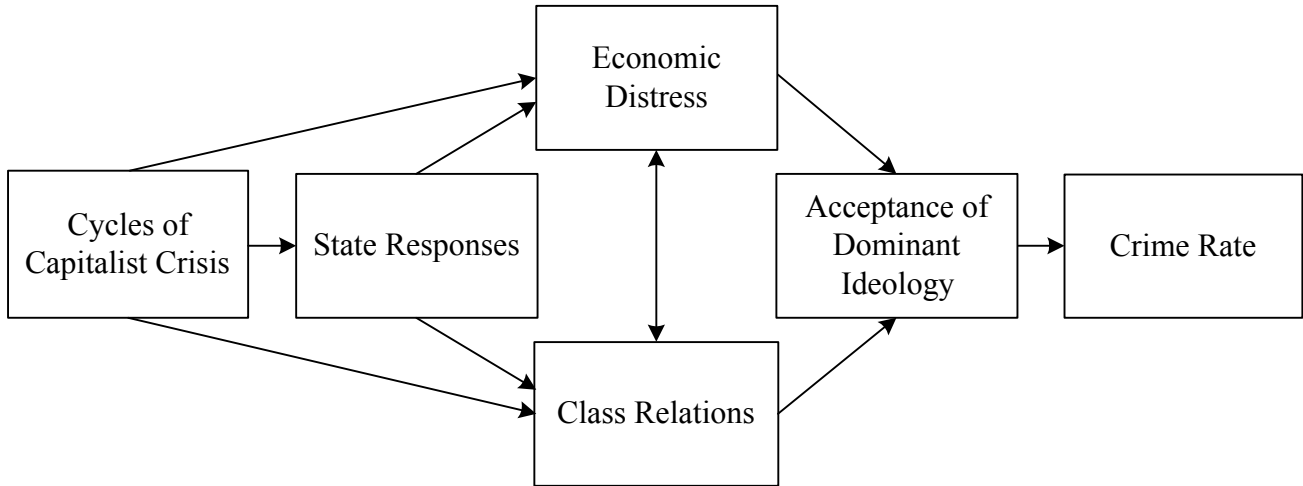 Economic
Distress
Cycles of
Capitalist Crisis
State Responses
Acceptance of
Dominant
Ideology
Crime Rate
Class Relations